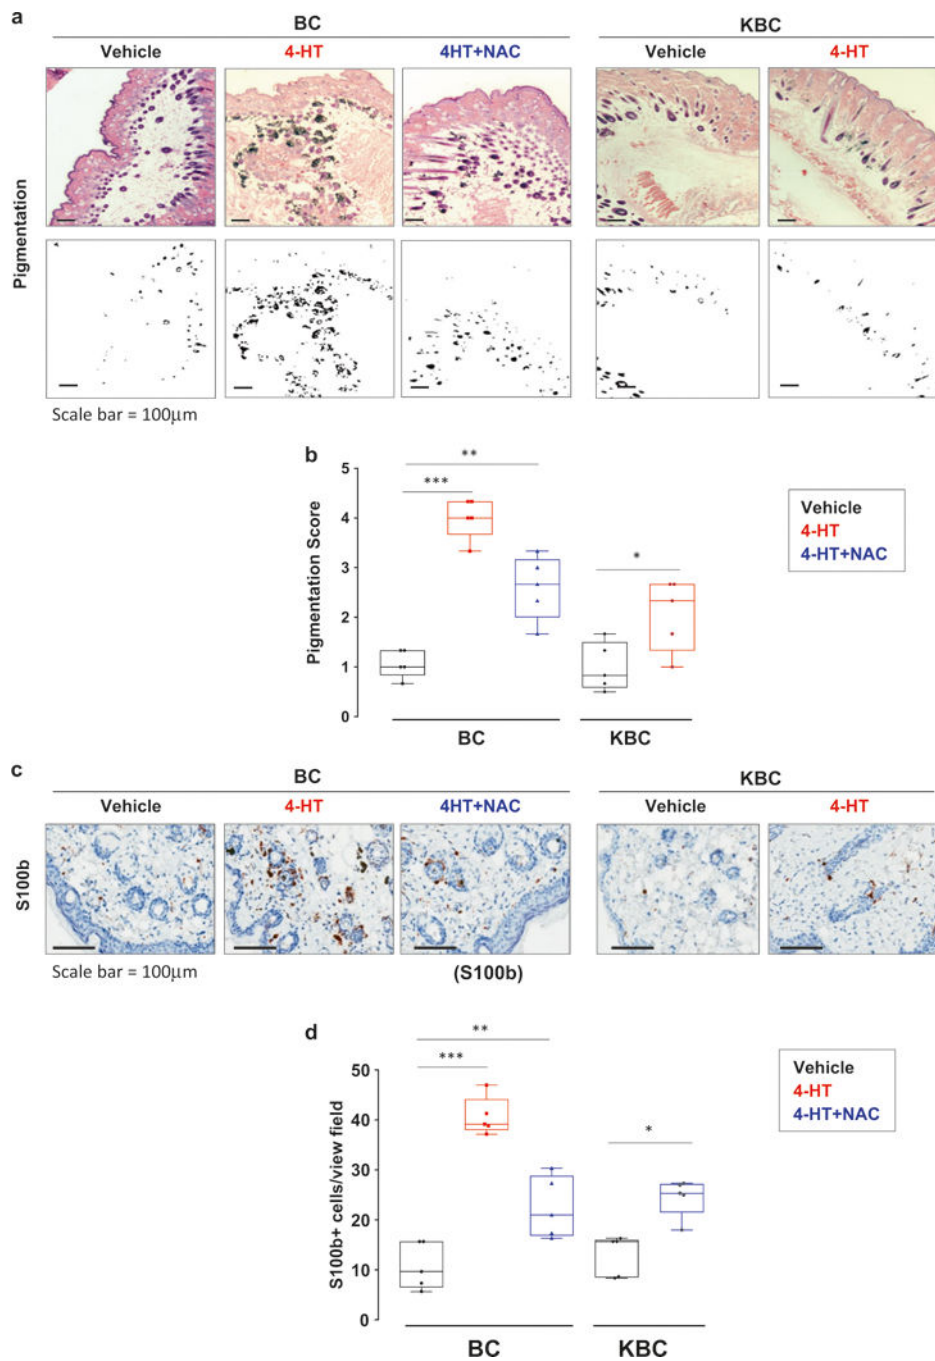 a
BC
KBC
Vehicle 4-HT 4HT+NAC Vehicle 4-HT
Pigmentation
Scale bar = 100μm
b
Pigmentation Score
5
4
3
2
1
0
***
**
*
BC KBC
Vehicle
4-HT
4-HT+NAC
c
BC
KBC
Vehicle 4-HT 4HT+NAC Vehicle 4-HT
S100b
Scale bar = 100μm
(S100b)
d
S100b+ cells/view field
50
40
30
20
10
0
***
**
*
BC KBC
Vehicle
4-HT
4-HT+NAC